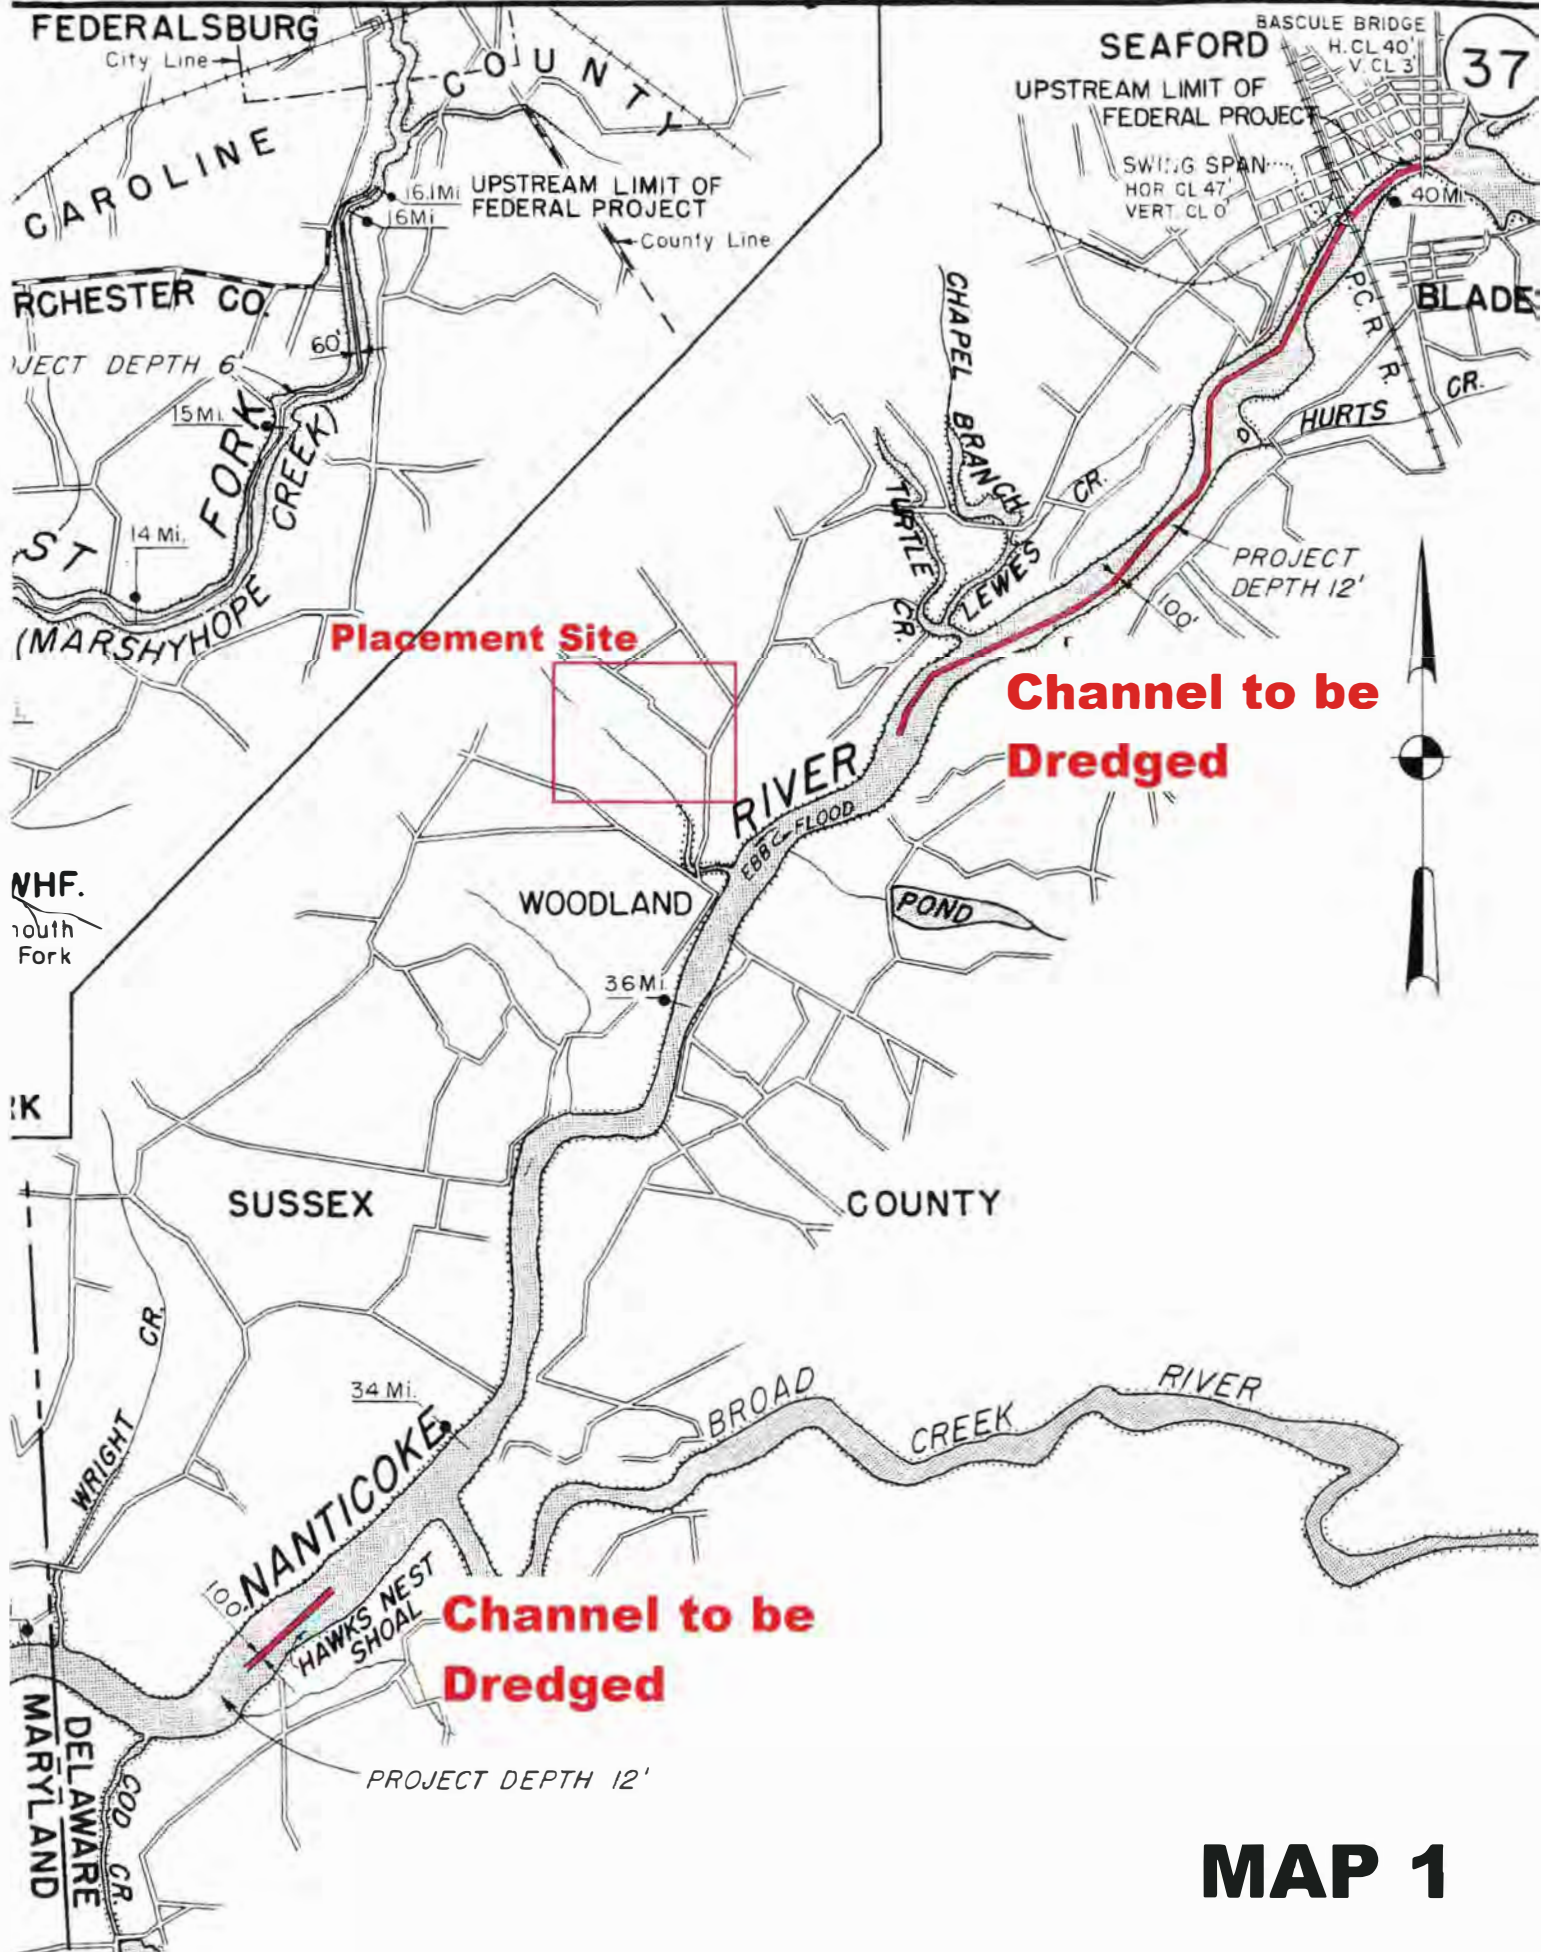 FEDERALSBURG
City Line
COUNTY
CAROLINE
16.1Mi
16Mi
UPSTREAM LIMIT OF
FEDERAL PROJECT
County Line
RCHESTER CO.
JECT DEPTH 6'
60'
15Mi.
FORK
CREEK)
ST
14 Mi.
(MARSHYHOPE
WHF.
outh
Fork
K
BASCULE BRIDGE
H. CL 40'
V. CL 3'
SEAFORD
37
UPSTREAM LIMIT OF
FEDERAL PROJECT
SWING SPAN
HOR CL 47'
VERT. CL 0'
40Mi.
P.C. R. R.
BLADE
HURTS CR.
CHAPEL BRANCH
TURTLE CR.
LEWES CR.
PROJECT
DEPTH 12'
100'
Placement Site
Channel to be
Dredged
RIVER
EBB FLOOD
WOODLAND
POND
36Mi.
SUSSEX COUNTY
WRIGHT CR.
34 Mi.
NANTICOKE
BROAD CREEK RIVER
100'
HAWKS NEST
SHOAL
Channel to be
Dredged
MARYLAND
DELAWARE
COD CR.
PROJECT DEPTH 12'
MAP 1